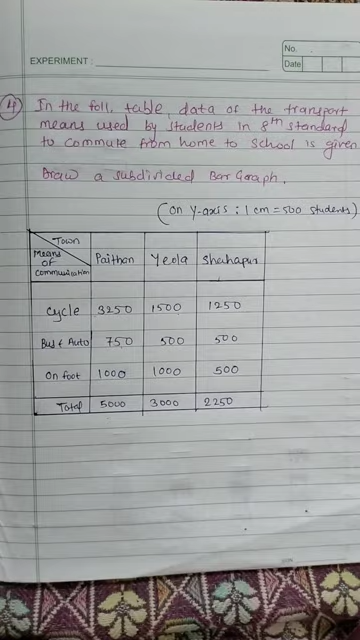 No.
EXPERIMENT :
Date
4 In the foll. table, data of the transport
means used by students in 8th standard
to commute from home to school is given
Draw a subdivided Bar Graph.
(On Y-axis : 1 cm = 500 students)
Town
Means of Communication Paithan Yeola Shahapur
Cycle 3250 1500 1250
Bus & Auto 750 500 500
On foot 1000 1000 500
Total 5000 3000 2250